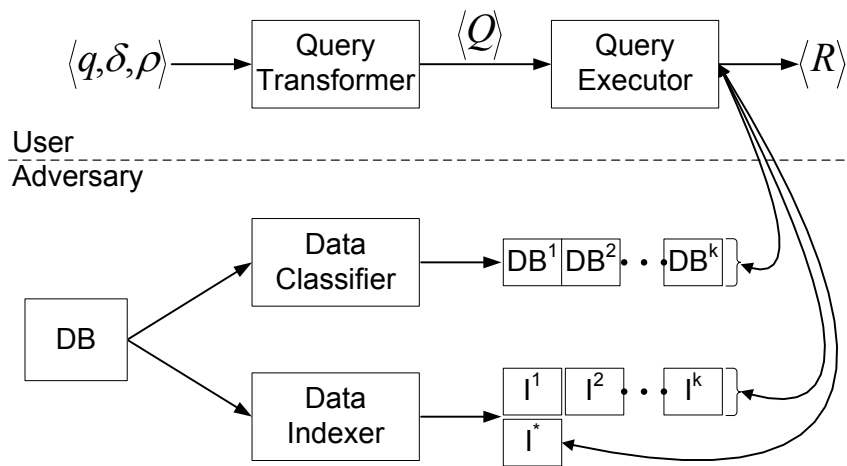 ⟨q,δ,ρ⟩
Query
Transformer
⟨Q⟩
Query
Executor
⟨R⟩
User
Adversary
Data
Classifier
DB¹ DB² • • • DBᵏ
DB
Data
Indexer
I¹ I² • • • Iᵏ
I*